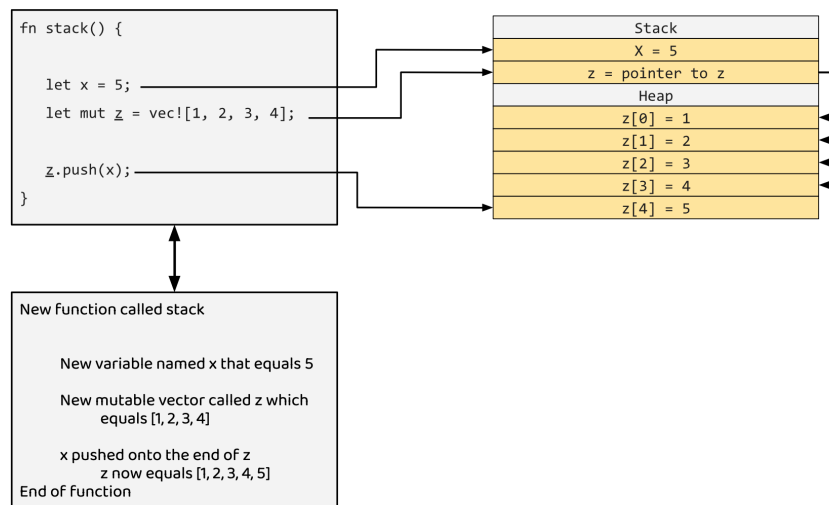 fn stack() {
let x = 5;
let mut z = vec![1, 2, 3, 4];
z.push(x);
}
Stack
X = 5
z = pointer to z
Heap
z[0] = 1
z[1] = 2
z[2] = 3
z[3] = 4
z[4] = 5
New function called stack
New variable named x that equals 5
New mutable vector called z which
equals [1, 2, 3, 4]
x pushed onto the end of z
z now equals [1, 2, 3, 4, 5]
End of function